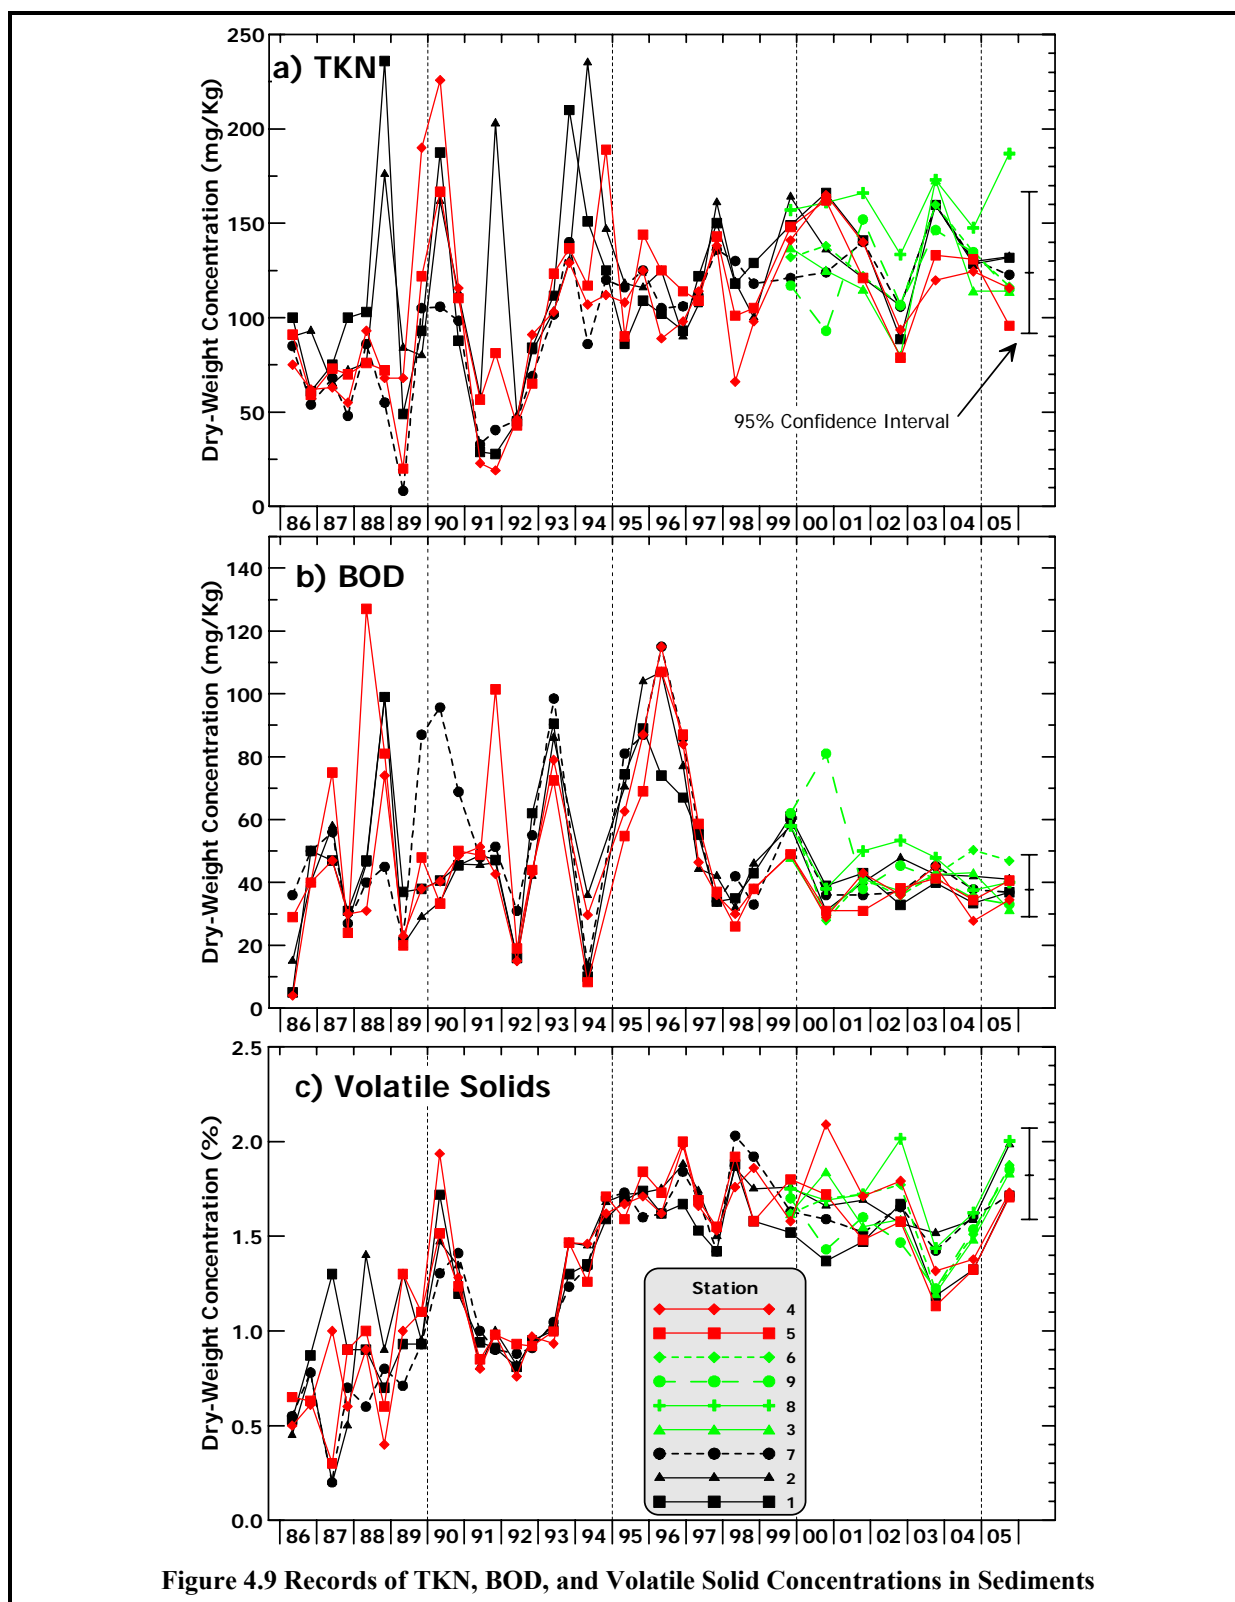 a) TKN
Dry-Weight Concentration (mg/Kg)
250
200
150
100
50
0
95% Confidence Interval
86 87 88 89 90 91 92 93 94 95 96 97 98 99 00 01 02 03 04 05
b) BOD
Dry-Weight Concentration (mg/Kg)
140
120
100
80
60
40
20
0
86 87 88 89 90 91 92 93 94 95 96 97 98 99 00 01 02 03 04 05
c) Volatile Solids
Dry-Weight Concentration (%)
2.5
2.0
1.5
1.0
0.5
0.0
Station
4
5
6
9
8
3
7
2
1
86 87 88 89 90 91 92 93 94 95 96 97 98 99 00 01 02 03 04 05
Figure 4.9 Records of TKN, BOD, and Volatile Solid Concentrations in Sediments